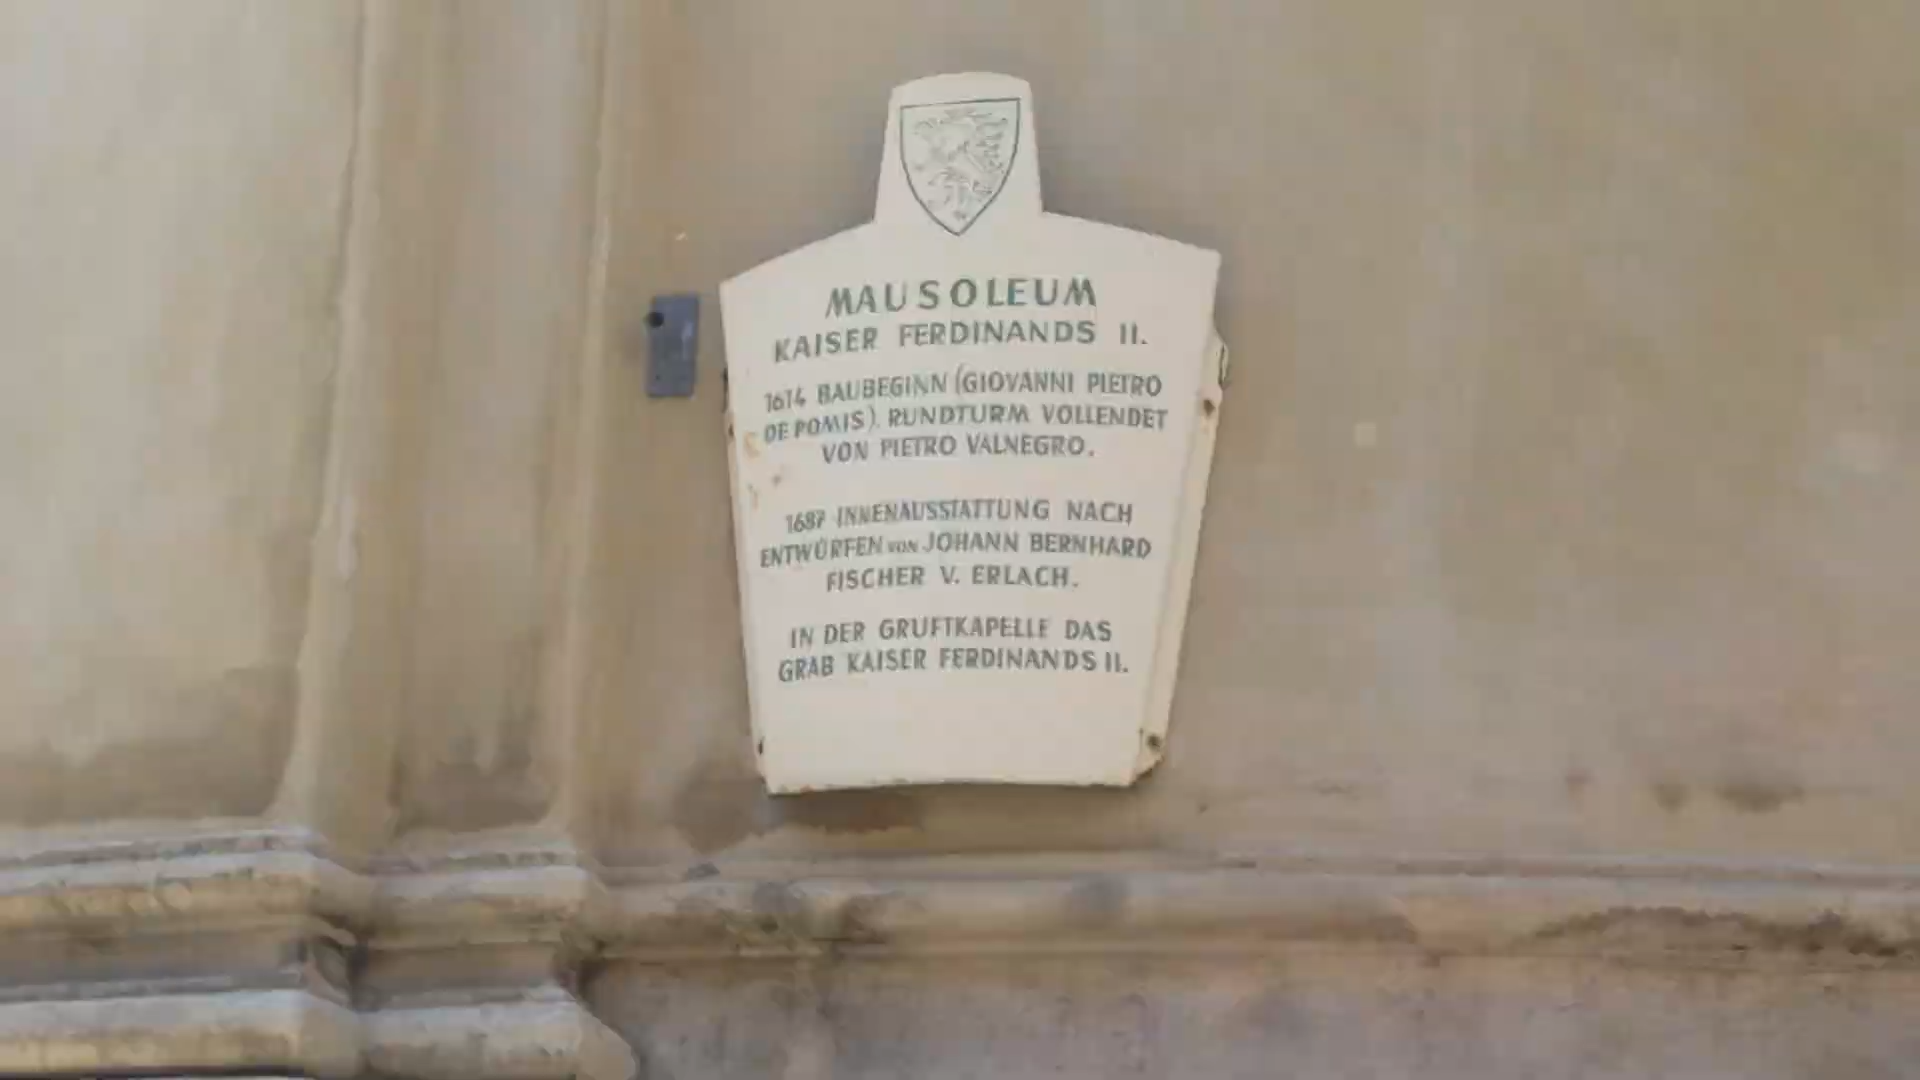 MAUSOLEUM
KAISER FERDINANDS II.
1614 BAUBEGINN (GIOVANNI PIETRO
DE POMIS). RUNDTURM VOLLENDET
VON PIETRO VALNEGRO.
1687 INNENAUSSTATTUNG NACH
ENTWÜRFEN VON JOHANN BERNHARD
FISCHER V. ERLACH.
IN DER GRUFTKAPELLE DAS
GRAB KAISER FERDINANDS II.